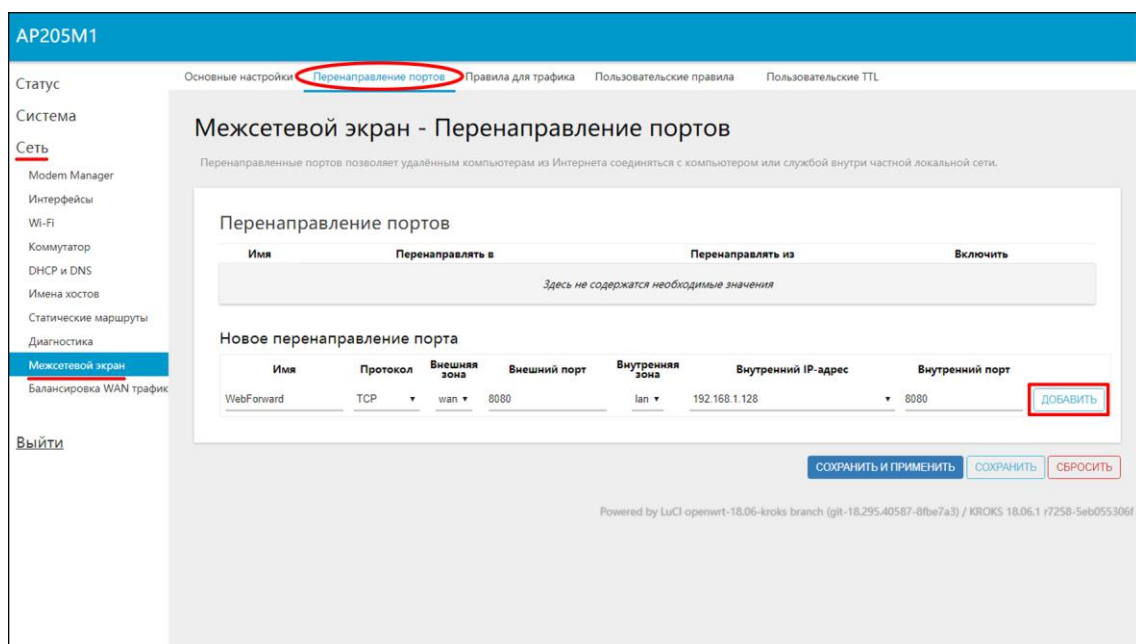 AP205M1
Статус
Система
Сеть
Modem Manager
Интерфейсы
Wi-Fi
Коммутатор
DHCP и DNS
Имена хостов
Статические маршруты
Диагностика
Межсетевой экран
Балансировка WAN трафик
Выйти
Основные настройки Перенаправление портов Правила для трафика Пользовательские правила Пользовательские TTL
Межсетевой экран - Перенаправление портов
Перенаправленные портов позволяет удалённым компьютерам из Интернета соединяться с компьютером или службой внутри частной локальной сети.
Перенаправление портов
Имя Перенаправлять в Перенаправлять из Включить
Здесь не содержатся необходимые значения
Новое перенаправление порта
Имя Протокол Внешняя зона Внешний порт Внутренняя зона Внутренний IP-адрес Внутренний порт
WebForward TCP wan 8080 lan 192.168.1.128 8080 ДОБАВИТЬ
СОХРАНИТЬ И ПРИМЕНИТЬ СОХРАНИТЬ СБРОСИТЬ
Powered by LuCI openwrt-18.06-kroks branch (git-18.295.40587-8fbe7a3) / KROKS 18.06.1 r7258-5eb055306f